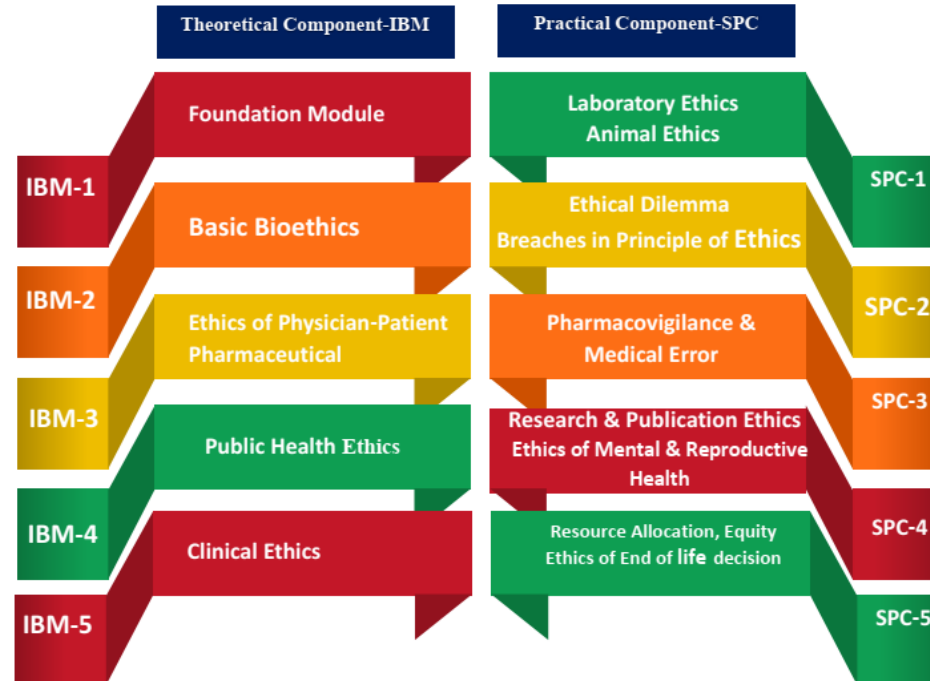 Theoretical Component-IBM
Practical Component-SPC
IBM-1
Foundation Module
IBM-2
Basic Bioethics
IBM-3
Ethics of Physician-Patient
Pharmaceutical
IBM-4
Public Health Ethics
IBM-5
Clinical Ethics
Laboratory Ethics
Animal Ethics
SPC-1
Ethical Dilemma
Breaches in Principle of Ethics
SPC-2
Pharmacovigilance &
Medical Error
SPC-3
Research & Publication Ethics
Ethics of Mental & Reproductive
Health
SPC-4
Resource Allocation, Equity
Ethics of End of life decision
SPC-5